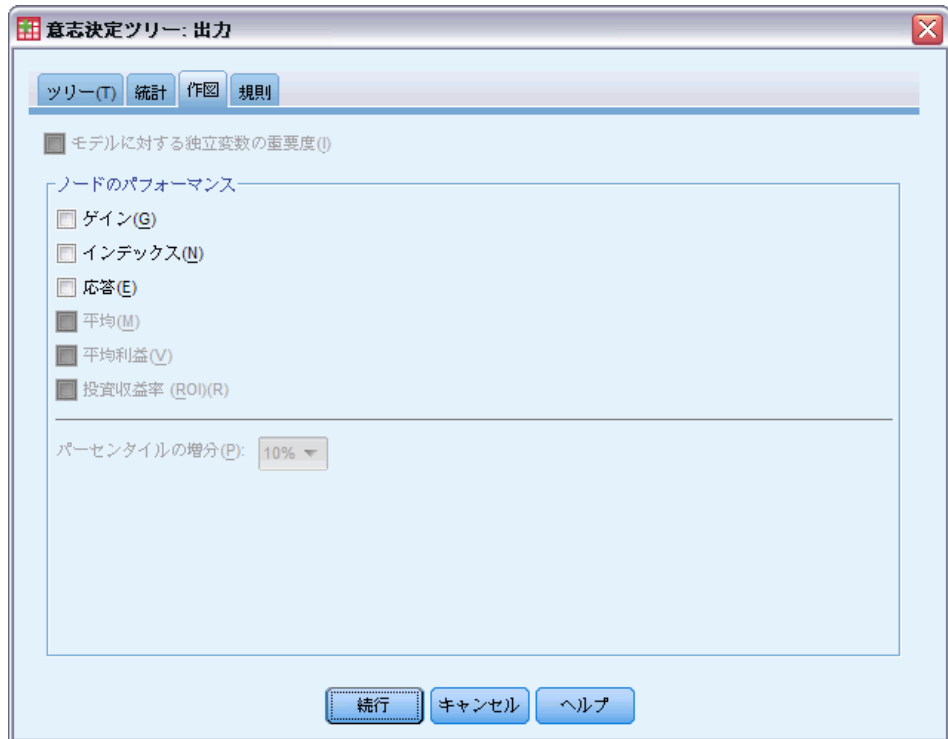 意志決定ツリー: 出力
ツリー(T) 統計 作図 規則
モデルに対する独立変数の重要度(I)
ノードのパフォーマンス
ゲイン(G)
インデックス(N)
応答(E)
平均(M)
平均利益(V)
投資収益率 (ROI)(R)
パーセンタイルの増分(P): 10%
続行 キャンセル ヘルプ